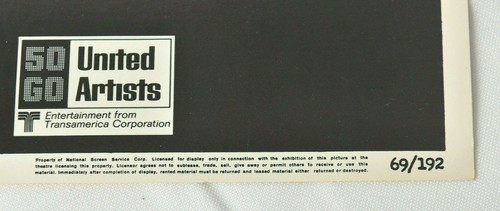 50 United
GO Artists
Entertainment from
Transamerica Corporation
Property of National Screen Service Corp. Licensed for display only in connection with the exhibition of this picture at the
theatre licensing this property. Licensor agrees not to sublease, trade, sell, give away or permit others to receive or use this
material. Immediately after completion of display, rented material must be returned and leased material either returned or destroyed.
69/192